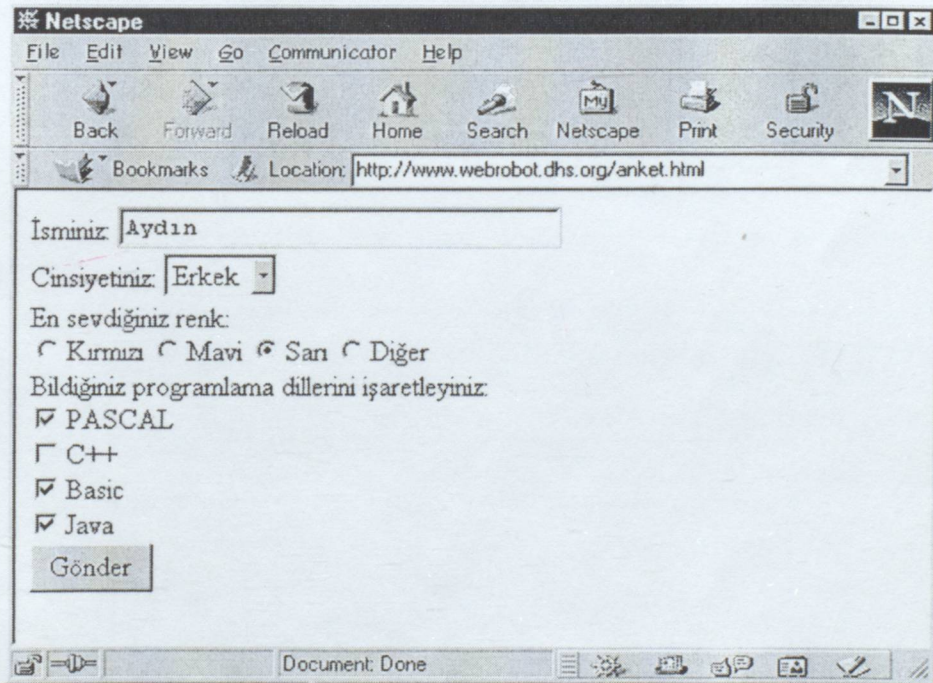 Netscape
File Edit View Go Communicator Help
Back Forward Reload Home Search Netscape Print Security
My
N
Bookmarks Location: http://www.webrobot.dhs.org/anket.html
İsminiz: Aydın
Cinsiyetiniz: Erkek
En sevdiğiniz renk:
Kırmızı Mavi Sarı Diğer
Bildiğiniz programlama dillerini işaretleyiniz:
PASCAL
C++
Basic
Java
Gönder
Document: Done